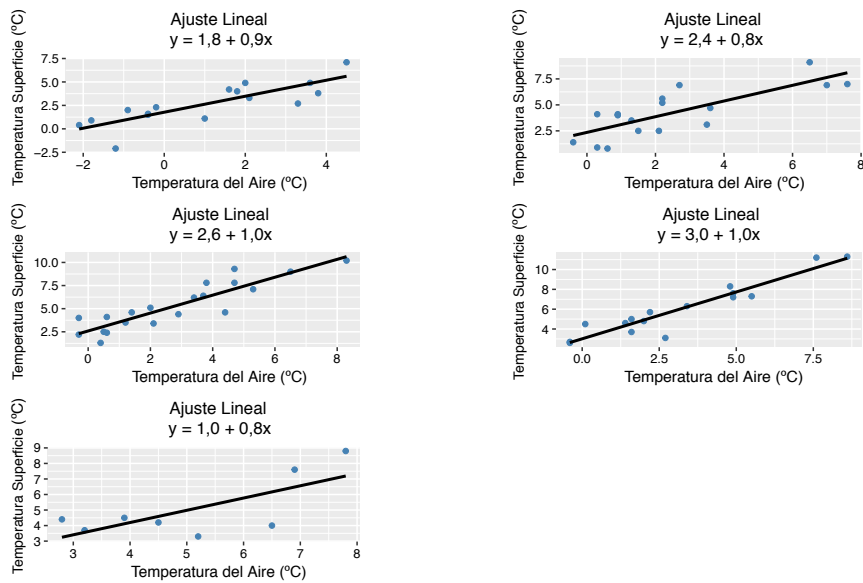 Ajuste Lineal
y = 1,8 + 0,9x
Temperatura Superfície (ºC)
7.5
5.0
2.5
0.0
−2.5
−2
0
2
4
Temperatura del Aire (ºC)
Ajuste Lineal
y = 2,4 + 0,8x
Temperatura Superfície (ºC)
7.5
5.0
2.5
0
2
4
6
8
Temperatura del Aire (ºC)
Ajuste Lineal
y = 2,6 + 1,0x
Temperatura Superfície (ºC)
10.0
7.5
5.0
2.5
0
2
4
6
8
Temperatura del Aire (ºC)
Ajuste Lineal
y = 3,0 + 1,0x
Temperatura Superfície (ºC)
10
8
6
4
0.0
2.5
5.0
7.5
Temperatura del Aire (ºC)
Ajuste Lineal
y = 1,0 + 0,8x
Temperatura Superfície (ºC)
9
8
7
6
5
4
3
3
4
5
6
7
8
Temperatura del Aire (ºC)